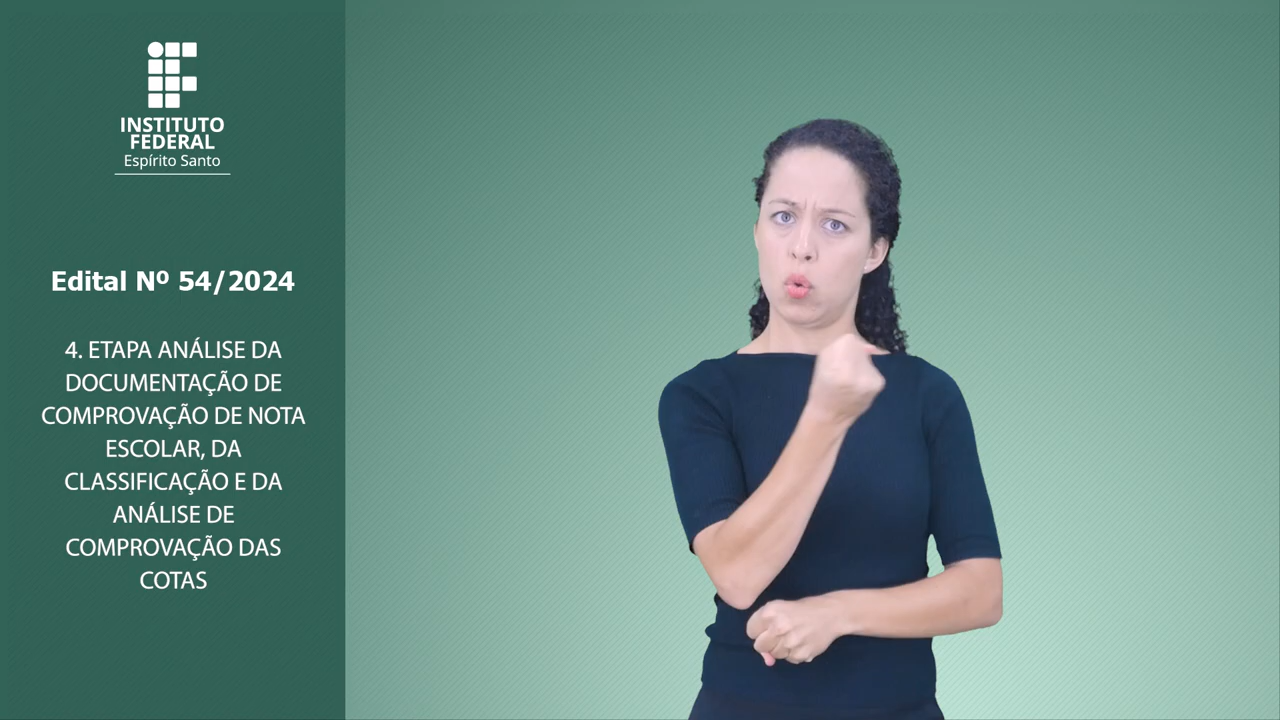 INSTITUTO
FEDERAL
Espírito Santo
Edital Nº 54/2024
4. ETAPA ANÁLISE DA
DOCUMENTAÇÃO DE
COMPROVAÇÃO DE NOTA
ESCOLAR, DA
CLASSIFICAÇÃO E DA
ANÁLISE DE
COMPROVAÇÃO DAS
COTAS